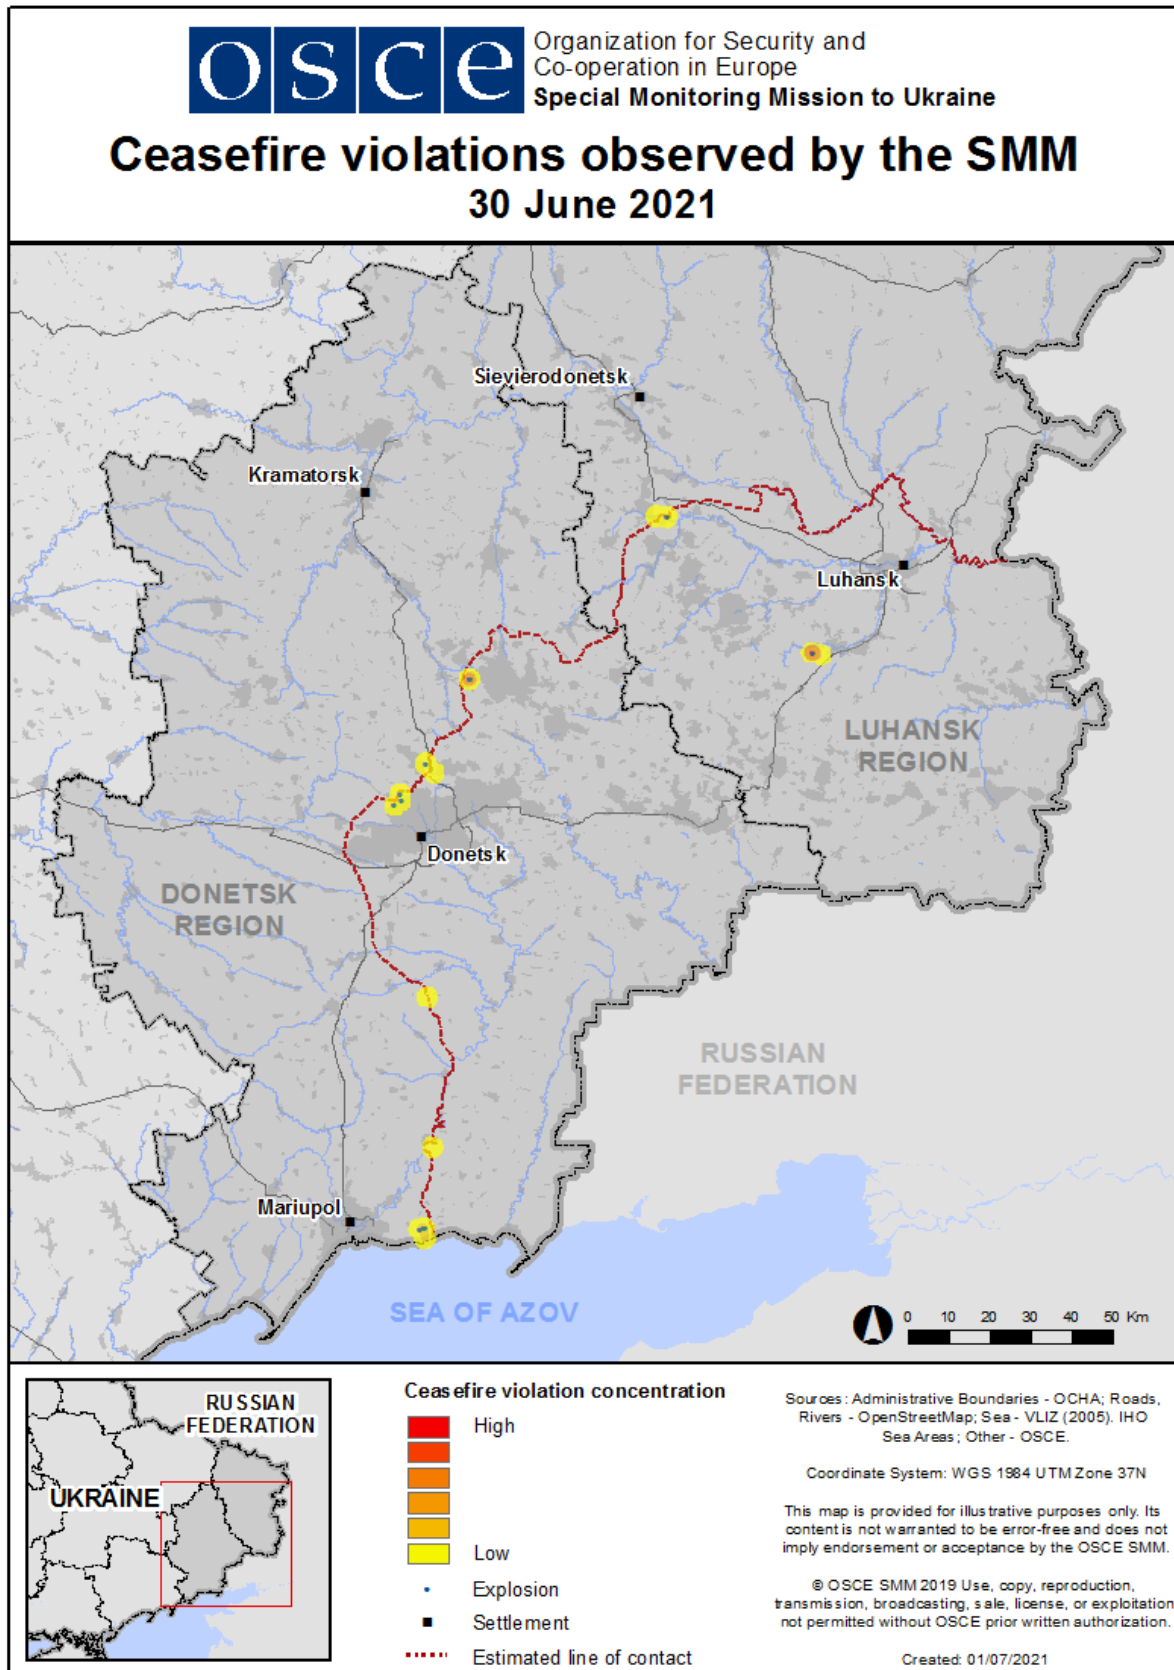 osce
Organization for Security and
Co-operation in Europe
Special Monitoring Mission to Ukraine
Ceasefire violations observed by the SMM
30 June 2021
Sievierodonetsk
Kramatorsk
Luhansk
LUHANSK
REGION
Donetsk
DONETSK
REGION
RUSSIAN
FEDERATION
Mariupol
SEA OF AZOV
0 10 20 30 40 50 Km
RUSSIAN
FEDERATION
UKRAINE
Ceasefire violation concentration
High
Low
Explosion
Settlement
Estimated line of contact
Sources: Administrative Boundaries - OCHA; Roads,
Rivers - OpenStreetMap; Sea - VLIZ (2005). IHO
Sea Areas; Other - OSCE.
Coordinate System: WGS 1984 UTM Zone 37N
This map is provided for illustrative purposes only. Its
content is not warranted to be error-free and does not
imply endorsement or acceptance by the OSCE SMM.
© OSCE SMM 2019 Use, copy, reproduction,
transmission, broadcasting, sale, license, or exploitation
not permitted without OSCE prior written authorization.
Created: 01/07/2021